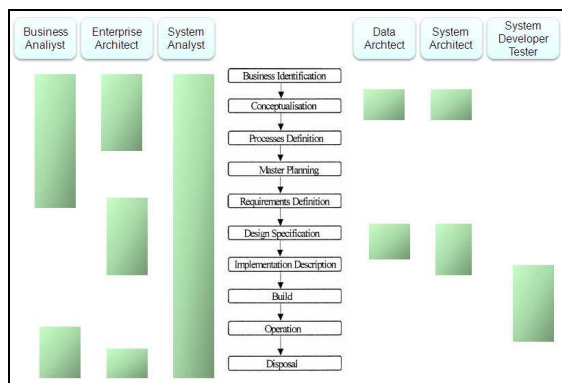 Business
Analyst
Enterprise
Architect
System
Analyst
Data
Archtect
System
Architect
System
Developer
Tester
Business Identification
Conceptualisation
Processes Definition
Master Planning
Requirements Definition
Design Specification
Implementation Description
Build
Operation
Disposal